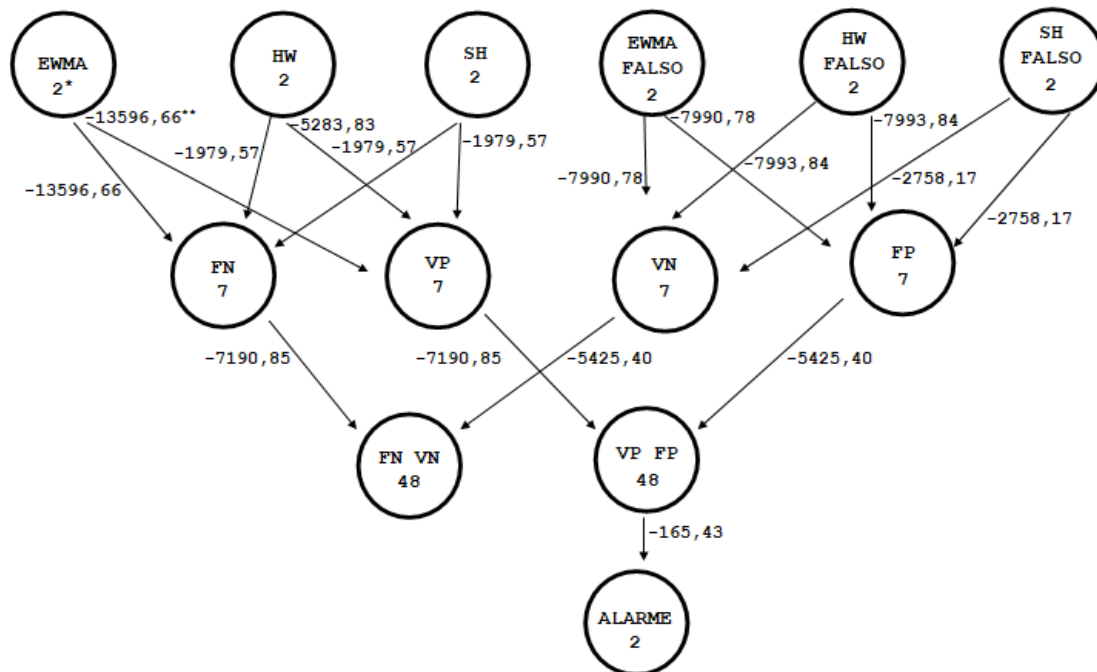 EWMA
2*
HW
2
SH
2
EWMA
FALSO
2
HW
FALSO
2
SH
FALSO
2
-13596,66**
-5283,83
-7990,78
-7993,84
-1979,57
-1979,57
-1979,57
-13596,66
-7990,78
-7993,84
-2758,17
-2758,17
FN
7
VP
7
VN
7
FP
7
-7190,85
-7190,85
-5425,40
-5425,40
FN VN
48
VP FP
48
-165,43
ALARME
2